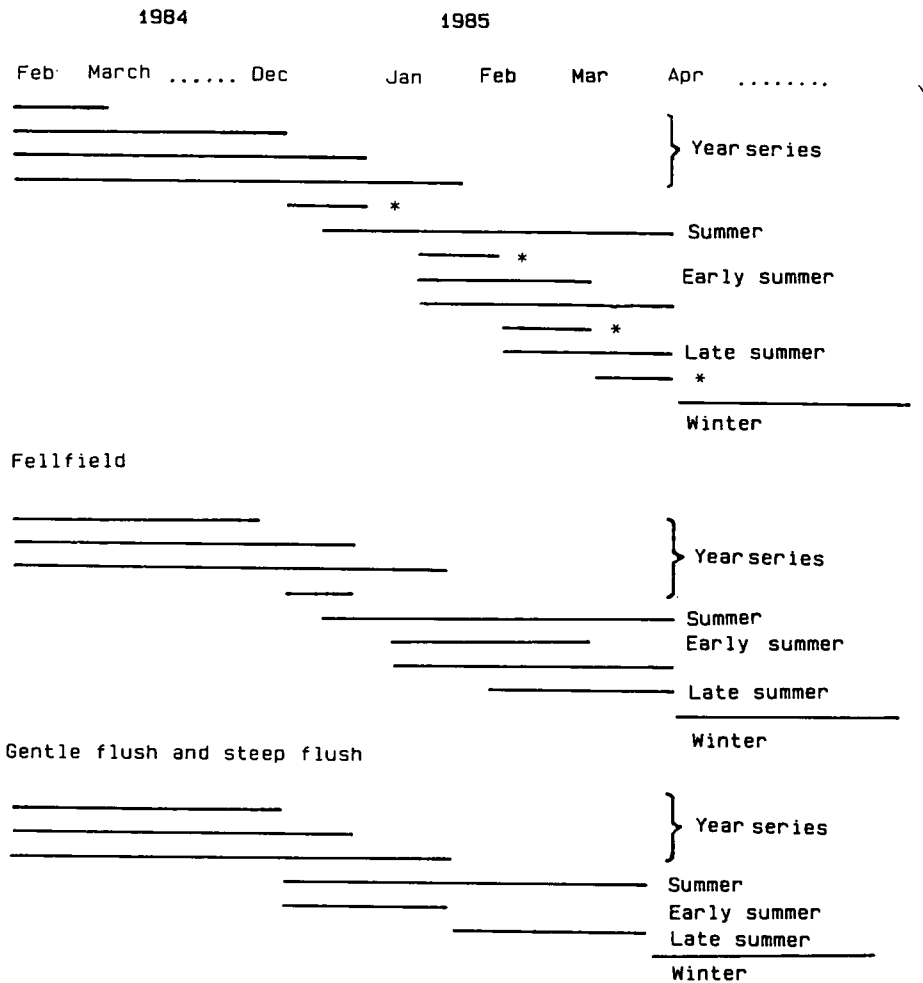 1984 1985
Feb March ...... Dec Jan Feb Mar Apr ........
} Year series
*
Summer
*
Early summer
*
Late summer
*
Winter
Fellfield
} Year series
Summer
Early summer
Late summer
Winter
Gentle flush and steep flush
} Year series
Summer
Early summer
Late summer
Winter